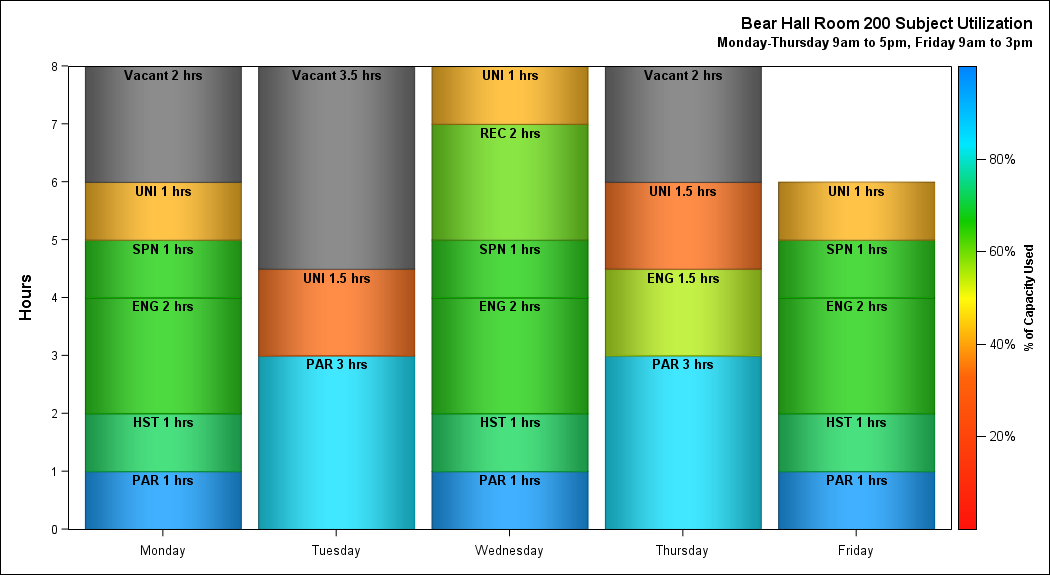 Bear Hall Room 200 Subject Utilization
Monday-Thursday 9am to 5pm, Friday 9am to 3pm
Hours
8
7
6
5
4
3
2
1
0
Vacant 2 hrs
UNI 1 hrs
SPN 1 hrs
ENG 2 hrs
HST 1 hrs
PAR 1 hrs
Vacant 3.5 hrs
UNI 1.5 hrs
PAR 3 hrs
UNI 1 hrs
REC 2 hrs
SPN 1 hrs
ENG 2 hrs
HST 1 hrs
PAR 1 hrs
Vacant 2 hrs
UNI 1.5 hrs
ENG 1.5 hrs
PAR 3 hrs
UNI 1 hrs
SPN 1 hrs
ENG 2 hrs
HST 1 hrs
PAR 1 hrs
Monday
Tuesday
Wednesday
Thursday
Friday
80%
60%
40%
20%
% of Capacity Used